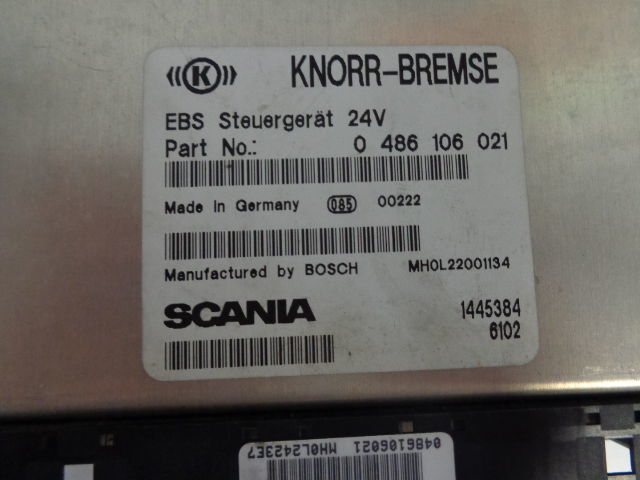 K KNORR-BREMSE
EBS Steuergerät 24V
Part No.: 0 486 106 021
Made in Germany 085 00222
Manufactured by BOSCH MH0L22001134
SCANIA 1445384
6102
0486106021
MH0L2423E7